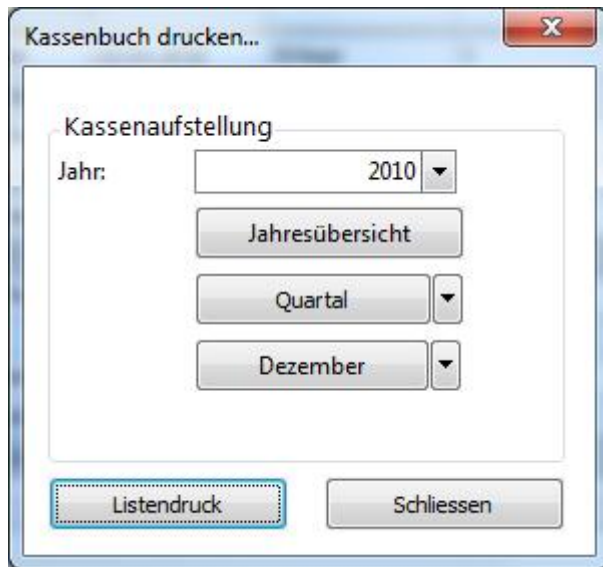 Kassenbuch drucken...
Kassenaufstellung
Jahr: 2010
Jahresübersicht
Quartal
Dezember
Listendruck Schliessen